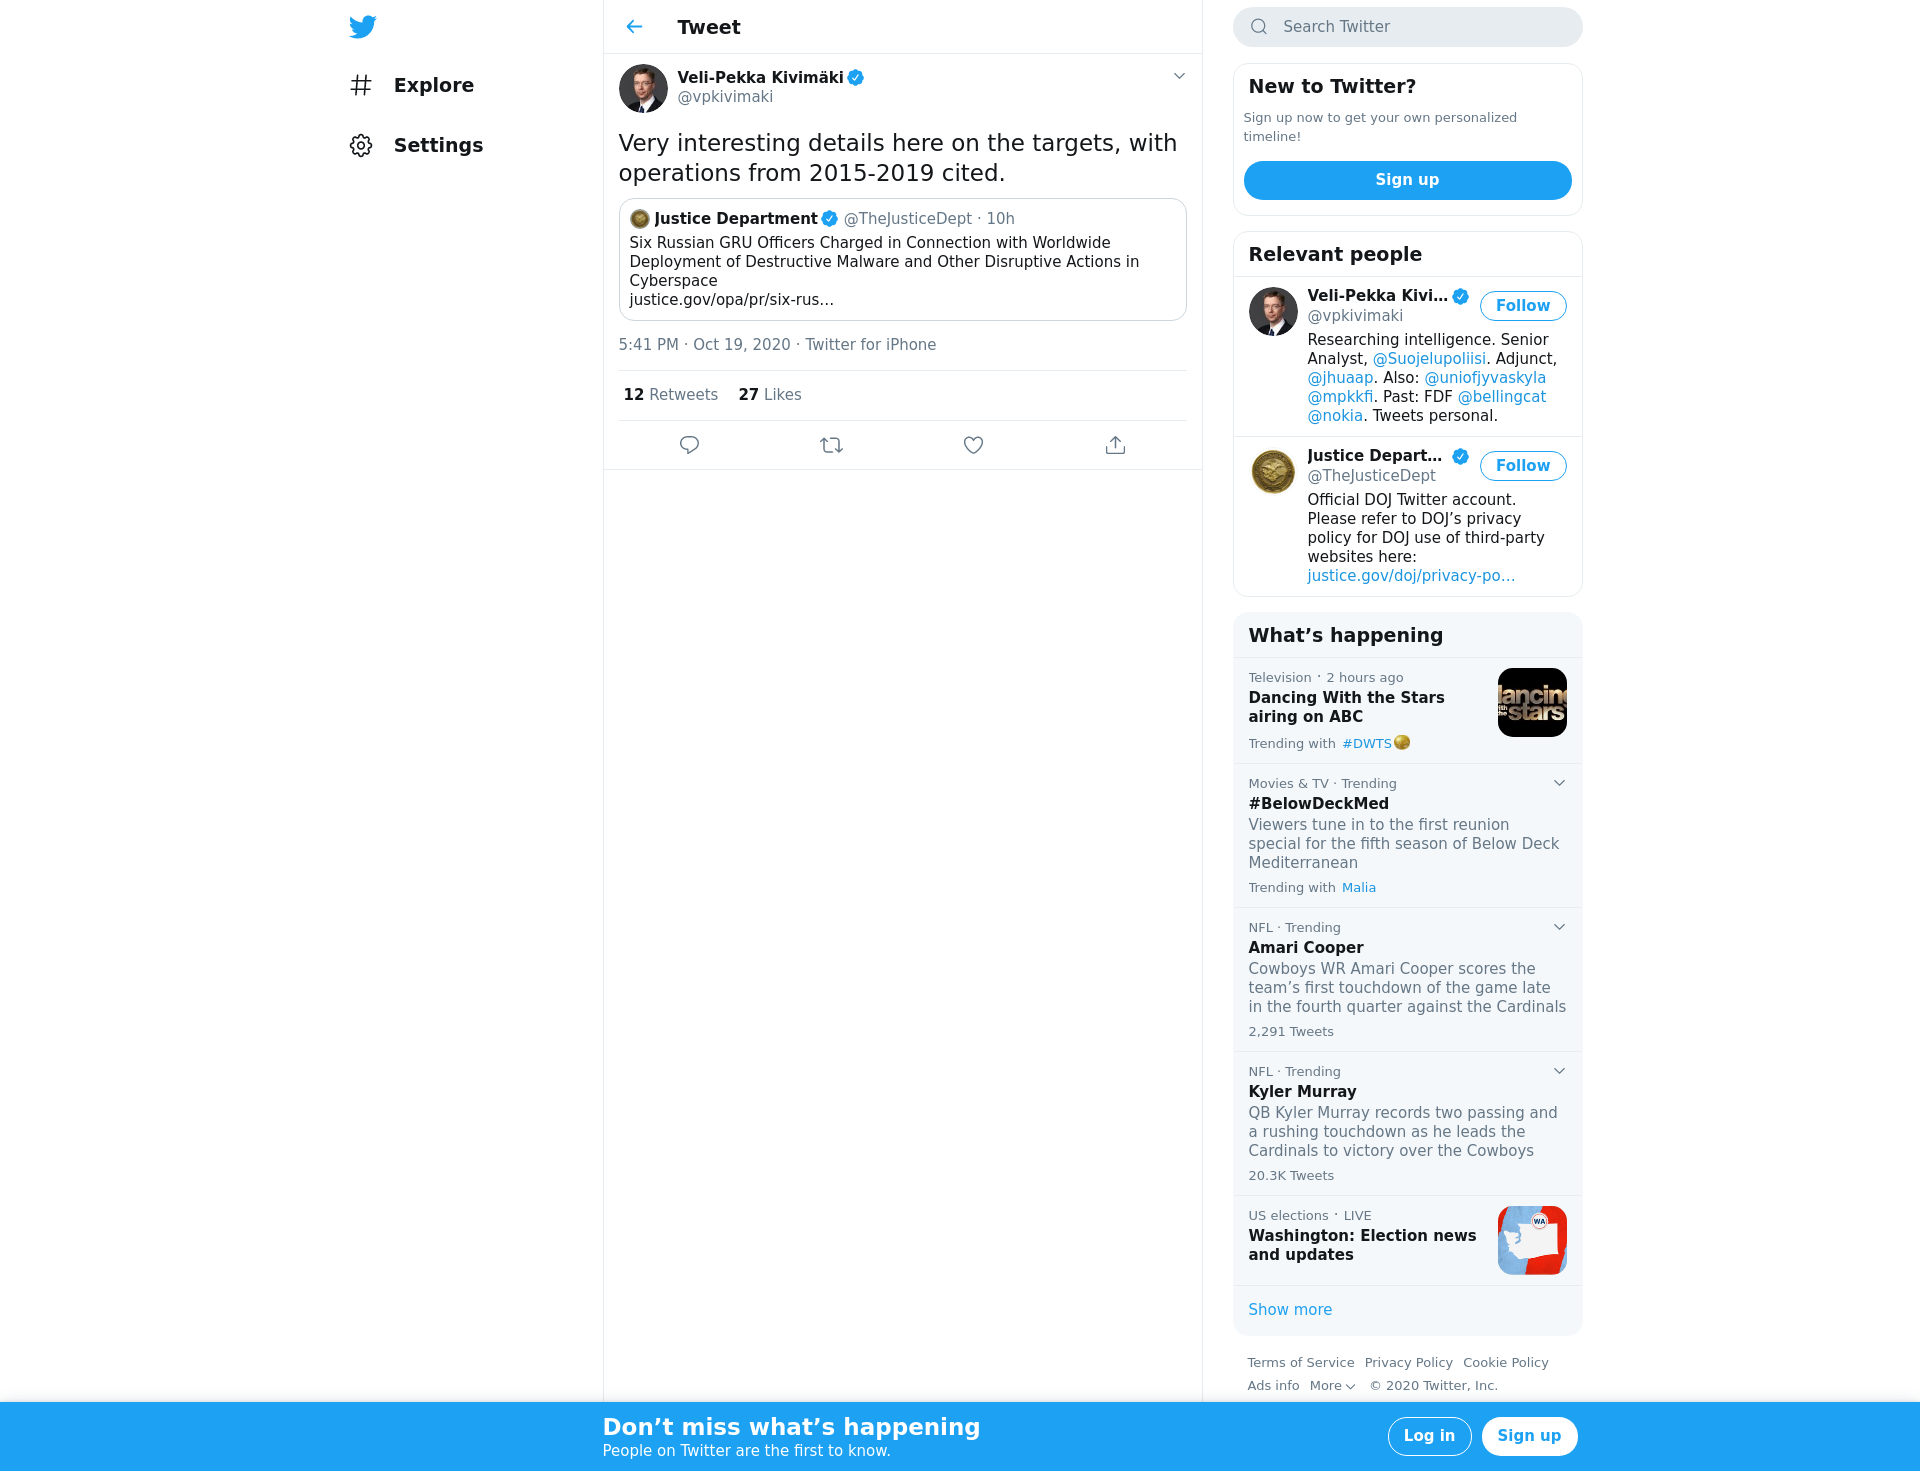 Explore
Settings
Tweet
Veli-Pekka Kivimäki
@vpkivimaki
Very interesting details here on the targets, with
operations from 2015-2019 cited.
Justice Department @TheJusticeDept · 10h
Six Russian GRU Officers Charged in Connection with Worldwide
Deployment of Destructive Malware and Other Disruptive Actions in
Cyberspace
justice.gov/opa/pr/six-rus…
5:41 PM · Oct 19, 2020 · Twitter for iPhone
12 Retweets 27 Likes
Search Twitter
New to Twitter?
Sign up now to get your own personalized
timeline!
Sign up
Relevant people
Veli-Pekka Kivi…
@vpkivimaki
Follow
Researching intelligence. Senior
Analyst, @Suojelupoliisi. Adjunct,
@jhuaap. Also: @uniofjyvaskyla
@mpkkfi. Past: FDF @bellingcat
@nokia. Tweets personal.
Justice Depart…
@TheJusticeDept
Follow
Official DOJ Twitter account.
Please refer to DOJ’s privacy
policy for DOJ use of third-party
websites here:
justice.gov/doj/privacy-po…
What’s happening
Television · 2 hours ago
Dancing With the Stars
airing on ABC
Trending with #DWTS
dancing
with the
stars
Movies & TV · Trending
#BelowDeckMed
Viewers tune in to the first reunion
special for the fifth season of Below Deck
Mediterranean
Trending with Malia
NFL · Trending
Amari Cooper
Cowboys WR Amari Cooper scores the
team’s first touchdown of the game late
in the fourth quarter against the Cardinals
2,291 Tweets
NFL · Trending
Kyler Murray
QB Kyler Murray records two passing and
a rushing touchdown as he leads the
Cardinals to victory over the Cowboys
20.3K Tweets
US elections · LIVE
Washington: Election news
and updates
WA
Show more
Terms of Service Privacy Policy Cookie Policy
Ads info More © 2020 Twitter, Inc.
Don’t miss what’s happening
People on Twitter are the first to know.
Log in
Sign up